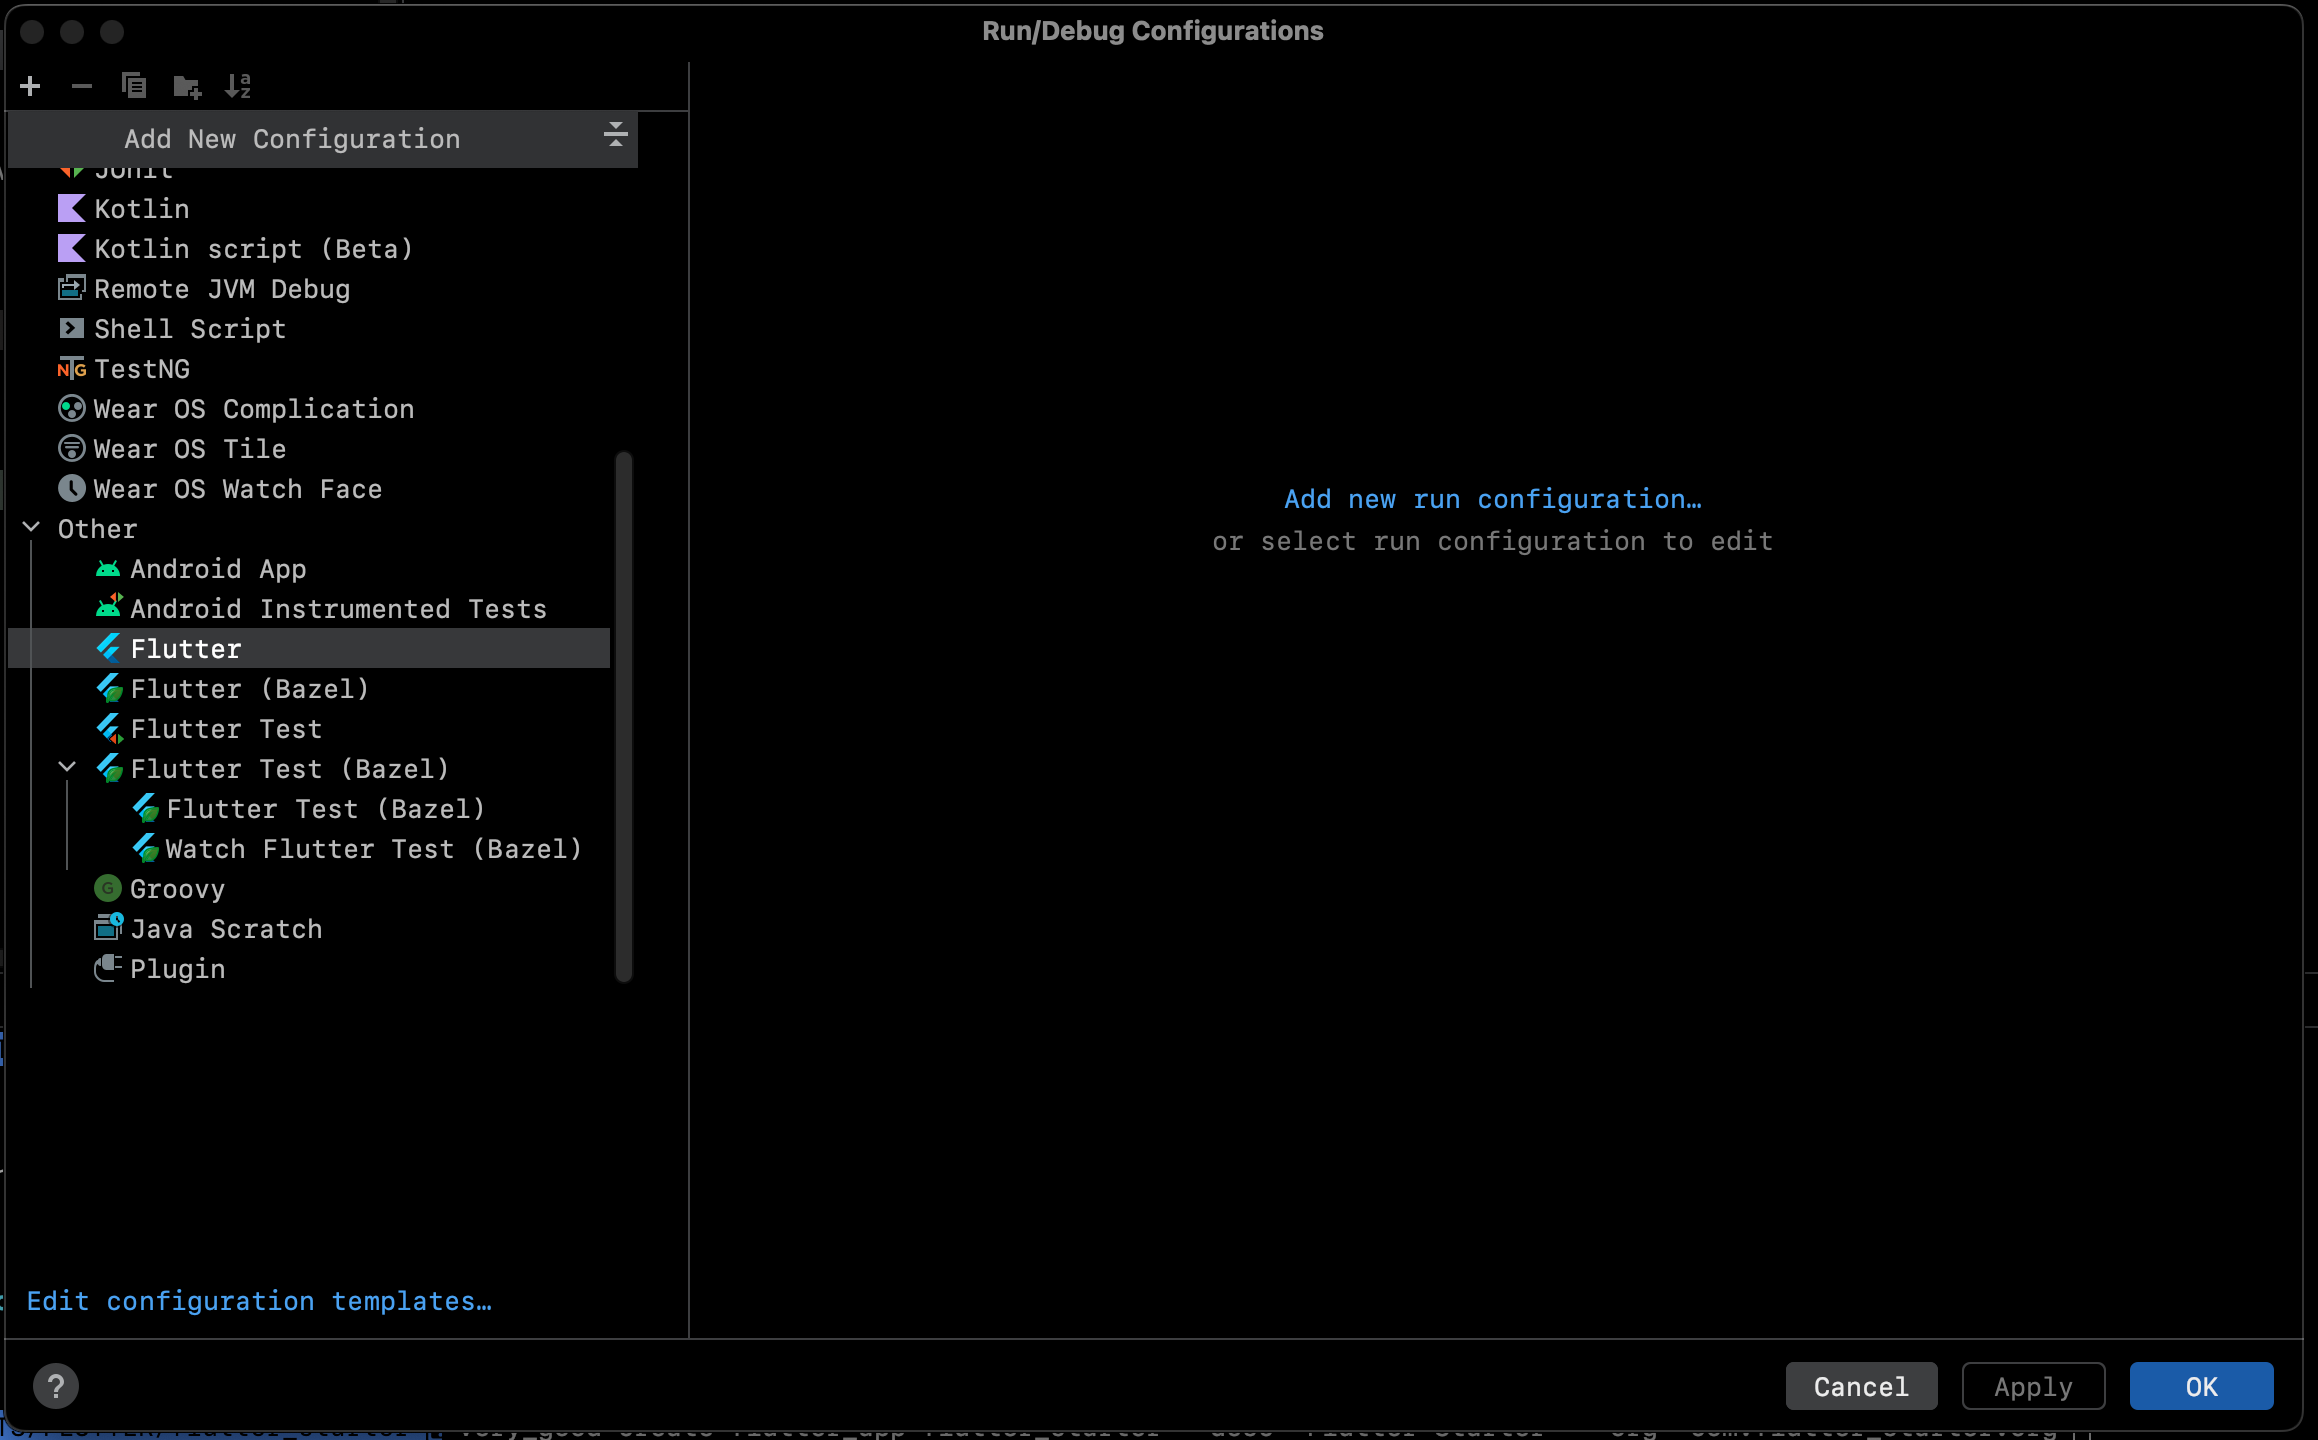 Run/Debug Configurations
Add New Configuration
JUnit
Kotlin
Kotlin script (Beta)
Remote JVM Debug
Shell Script
TestNG
Wear OS Complication
Wear OS Tile
Wear OS Watch Face
Other
Android App
Android Instrumented Tests
Flutter
Flutter (Bazel)
Flutter Test
Flutter Test (Bazel)
Flutter Test (Bazel)
Watch Flutter Test (Bazel)
Groovy
Java Scratch
Plugin
Add new run configuration…
or select run configuration to edit
Edit configuration templates…
?
Cancel
Apply
OK